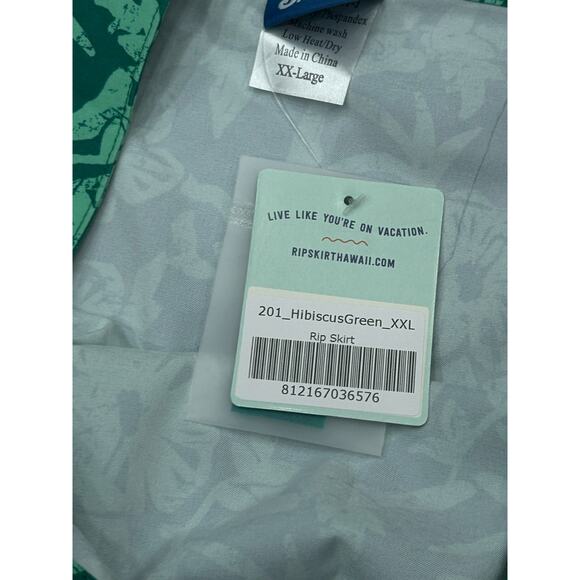 Spandex
Machine wash
Low Heat/Dry
Made in China
XX-Large
LIVE LIKE YOU'RE ON VACATION.
RIPSKIRTHAWAII.COM
201_HibiscusGreen_XXL
Rip Skirt
812167036576